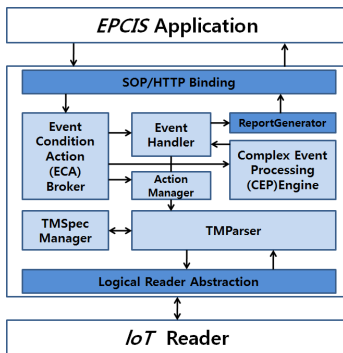 EPCIS Application
SOP/HTTP Binding
Event
Condition
Action
(ECA)
Broker
Event
Handler
ReportGenerator
Action
Manager
Complex Event
Processing
(CEP)Engine
TMSpec
Manager
TMParser
Logical Reader Abstraction
IoT Reader